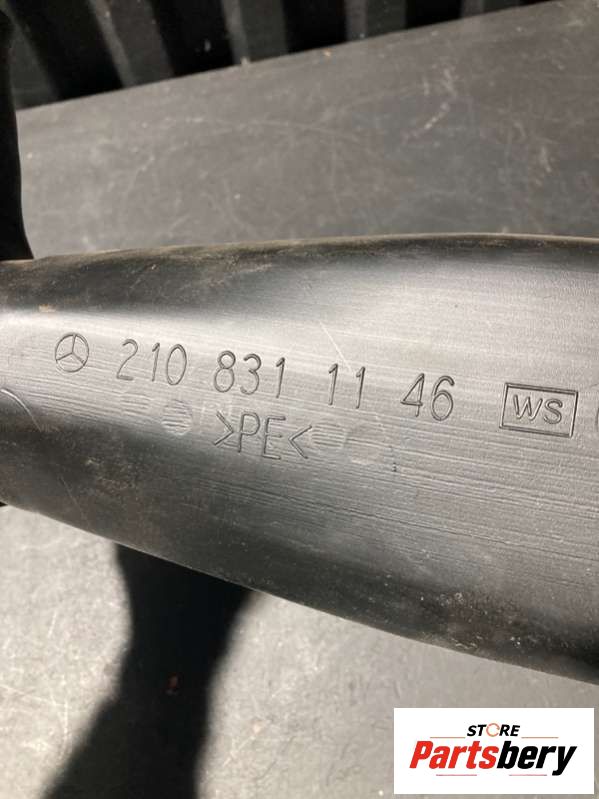 210 831 11 46 WS
>PE<
STORE
Partsbery